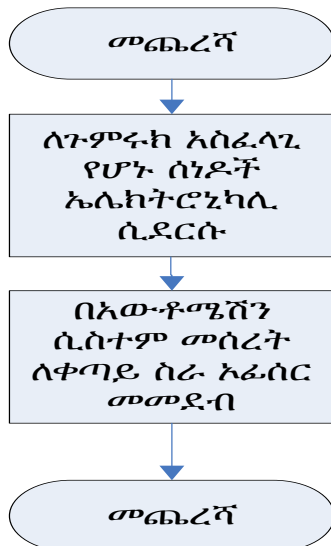 መጨረሻ
ለጉምሩክ አስፈላጊ
የሆኑ ሰነዶች
ኤሌክትሮኒካሊ
ሲደርሱ
በአውቶሜሽን
ሲስተም መሰረት
ለቀጣይ ስራ ኦፊሰር
መመደብ
መጨረሻ